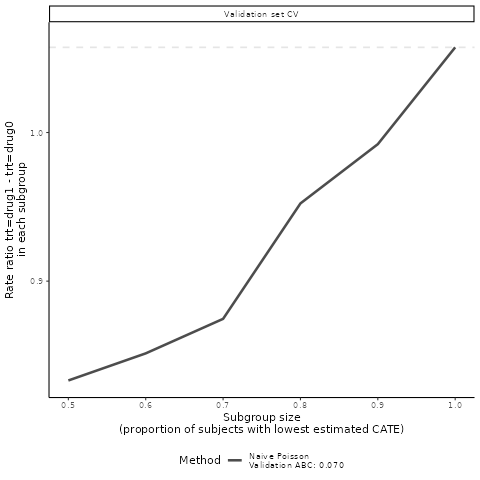 Validation set CV
Rate ratio trt=drug1 - trt=drug0
in each subgroup
1.0
0.9
0.5 0.6 0.7 0.8 0.9 1.0
Subgroup size
(proportion of subjects with lowest estimated CATE)
Method
Naive Poisson
Validation ABC: 0.070